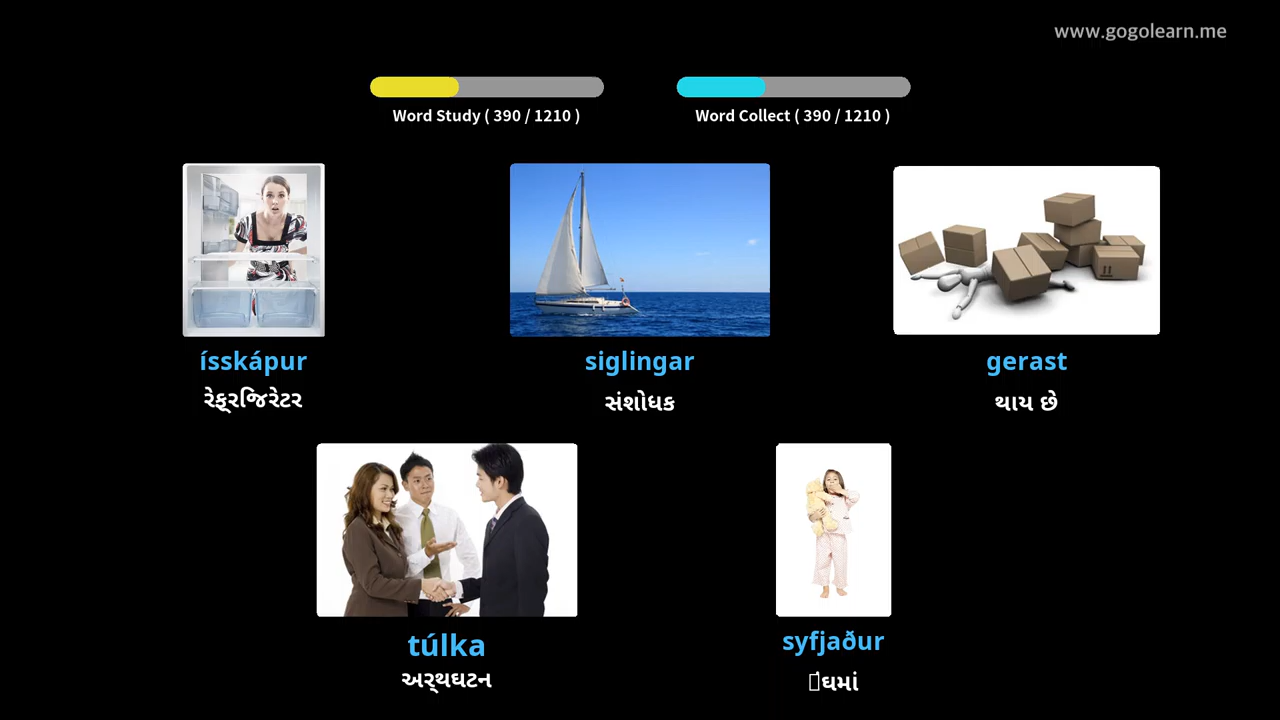 www.gogolearn.me
Word Study ( 390 / 1210 )
Word Collect ( 390 / 1210 )
ísskápur
રેફ્રિજરેટર
siglingar
સંશોધક
gerast
થાય છે
túlka
અર્થઘટન
syfjaður